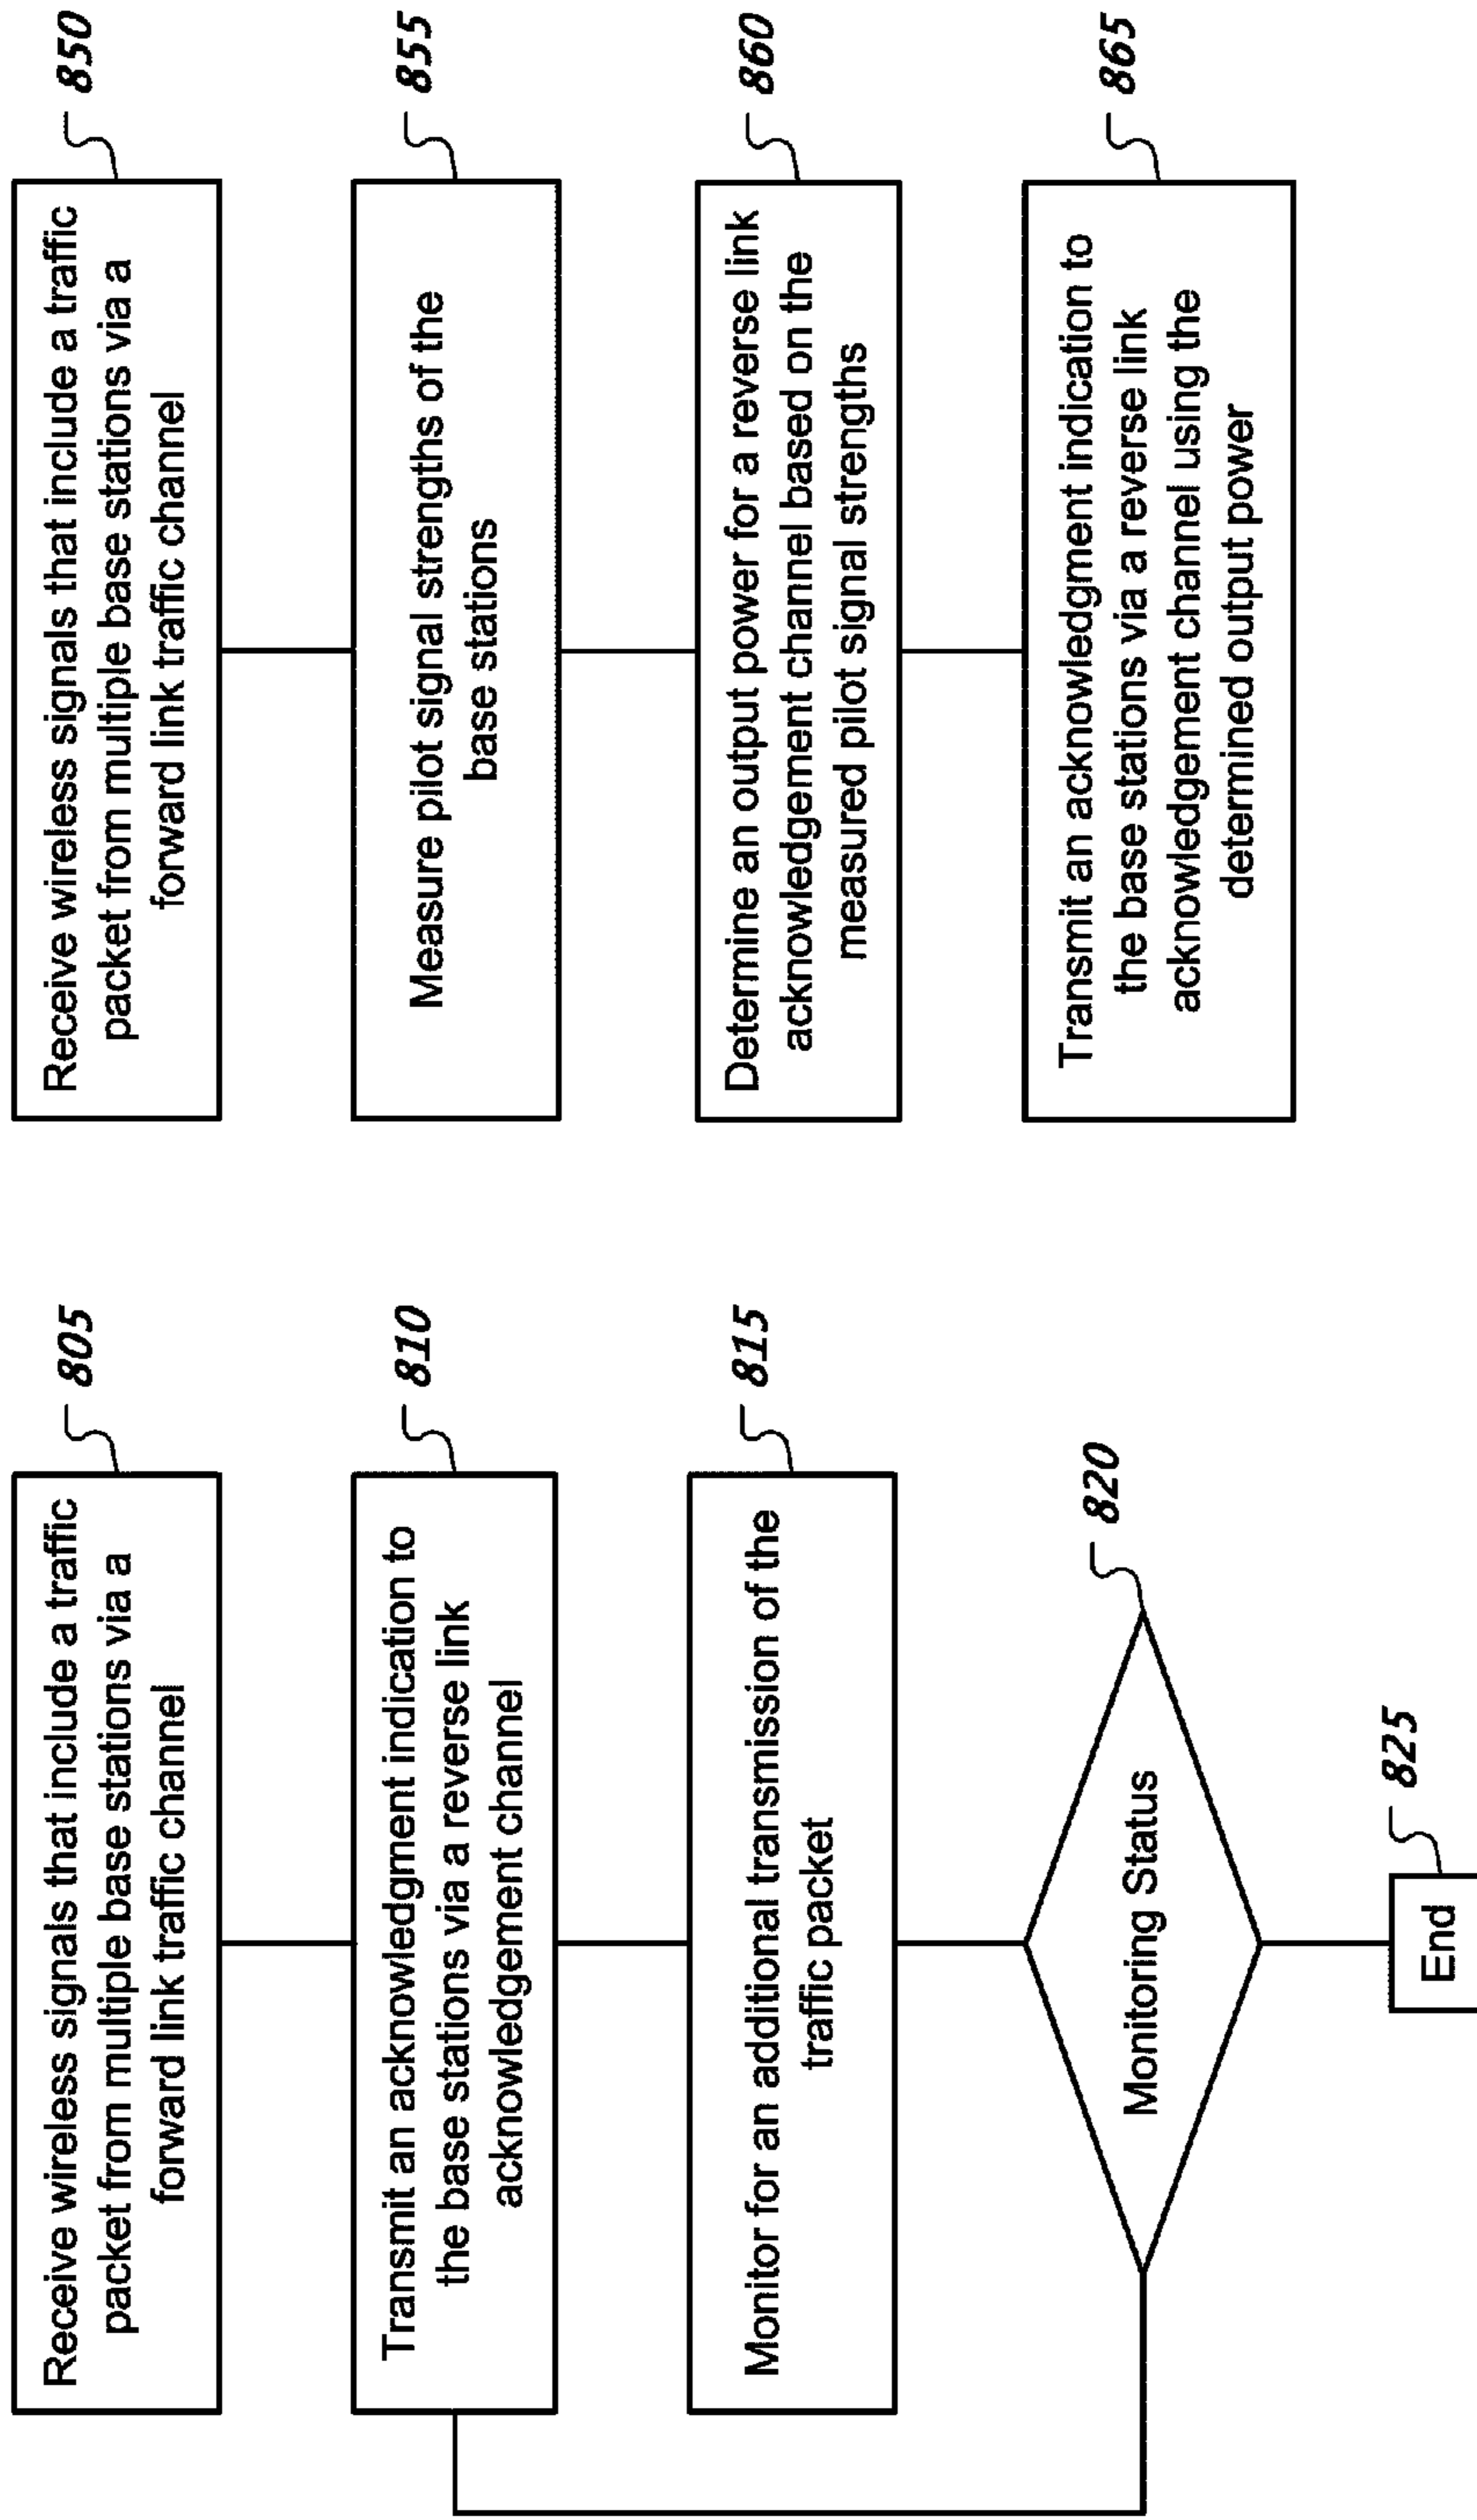 Receive wireless signals that include a traffic
packet from multiple base stations via a
forward link traffic channel
805
Transmit an acknowledgment indication to
the base stations via a reverse link
acknowledgement channel
810
Monitor for an additional transmission of the
traffic packet
815
Monitoring Status
820
End
825
Receive wireless signals that include a traffic
packet from multiple base stations via a
forward link traffic channel
850
Measure pilot signal strengths of the
base stations
855
Determine an output power for a reverse link
acknowledgement channel based on the
measured pilot signal strengths
860
Transmit an acknowledgment indication to
the base stations via a reverse link
acknowledgement channel using the
determined output power
865